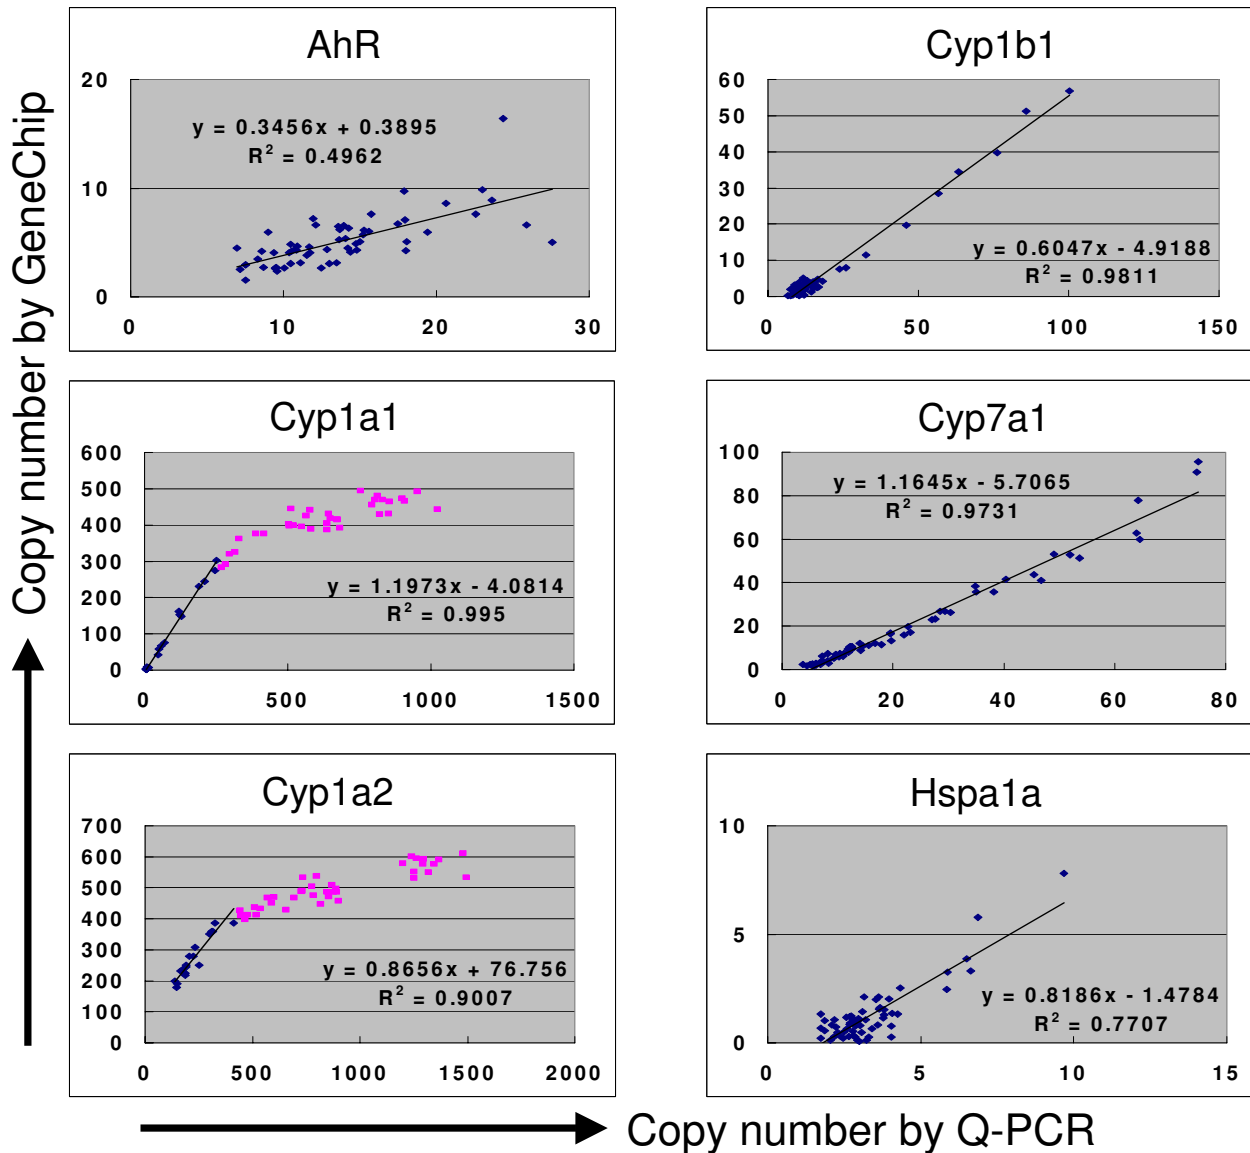 Copy number by GeneChip
AhR
20
10
0
0 10 20 30
y = 0.3456x + 0.3895
R² = 0.4962
Cyp1b1
60
50
40
30
20
10
0
0 50 100 150
y = 0.6047x - 4.9188
R² = 0.9811
Cyp1a1
600
500
400
300
200
100
0
0 500 1000 1500
y = 1.1973x - 4.0814
R² = 0.995
Cyp7a1
100
80
60
40
20
0
0 20 40 60 80
y = 1.1645x - 5.7065
R² = 0.9731
Cyp1a2
700
600
500
400
300
200
100
0
0 500 1000 1500 2000
y = 0.8656x + 76.756
R² = 0.9007
Hspa1a
10
5
0
0 5 10 15
y = 0.8186x - 1.4784
R² = 0.7707
Copy number by Q-PCR